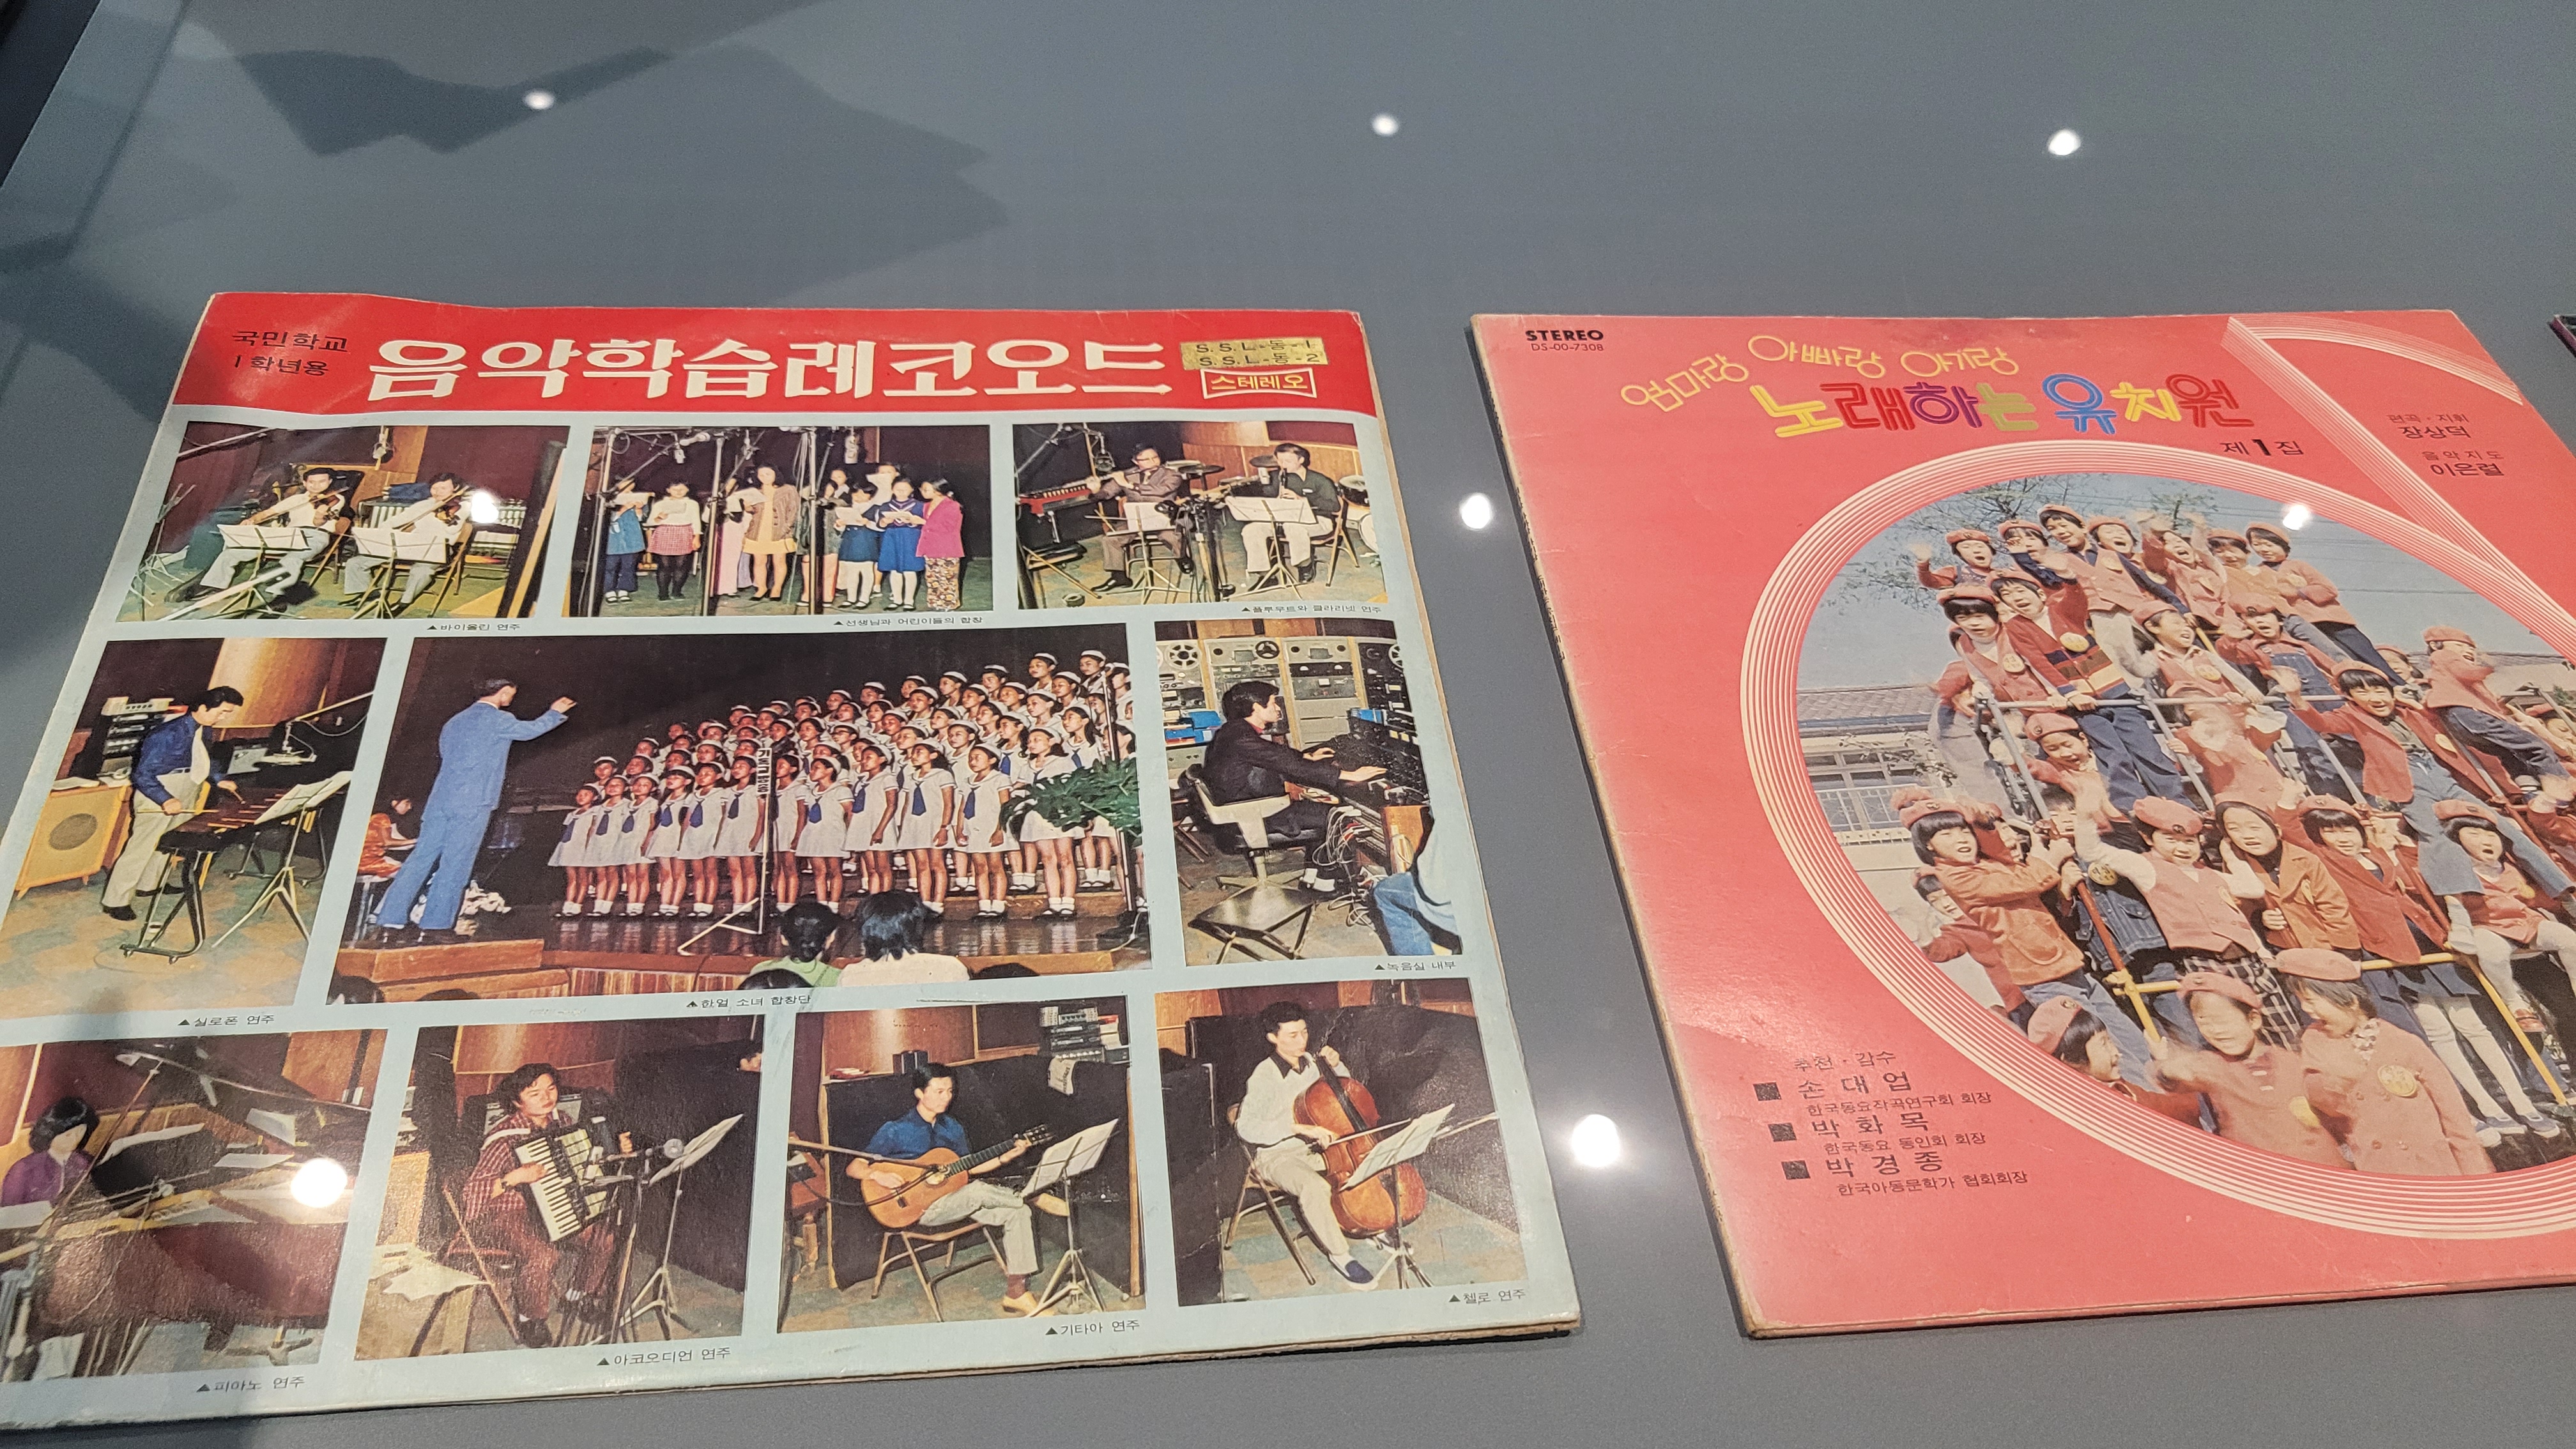 국민학교
1학년용
음악학습레코오드
S.S.L-동-1
S.S.L-동-2
스테레오
▲바이올린 연주
▲선생님과 어린이들의 합창
▲플루우트와 클라리넷 연주
▲실로폰 연주
▲한얼 소녀 합창단
▲녹음실 내부
▲피아노 연주
▲아코오디언 연주
▲기타아 연주
▲첼로 연주
STEREO
DS-00-7308
엄마랑 아빠랑 아기랑
노래하는 유치원
제1집
편곡·지휘
장상덕
음악지도
이은렬
추천·감수
■ 손대업
한국동요작곡연구회 회장
■ 박화목
한국동요 동인회 회장
■ 박경종
한국아동문학가 협회회장